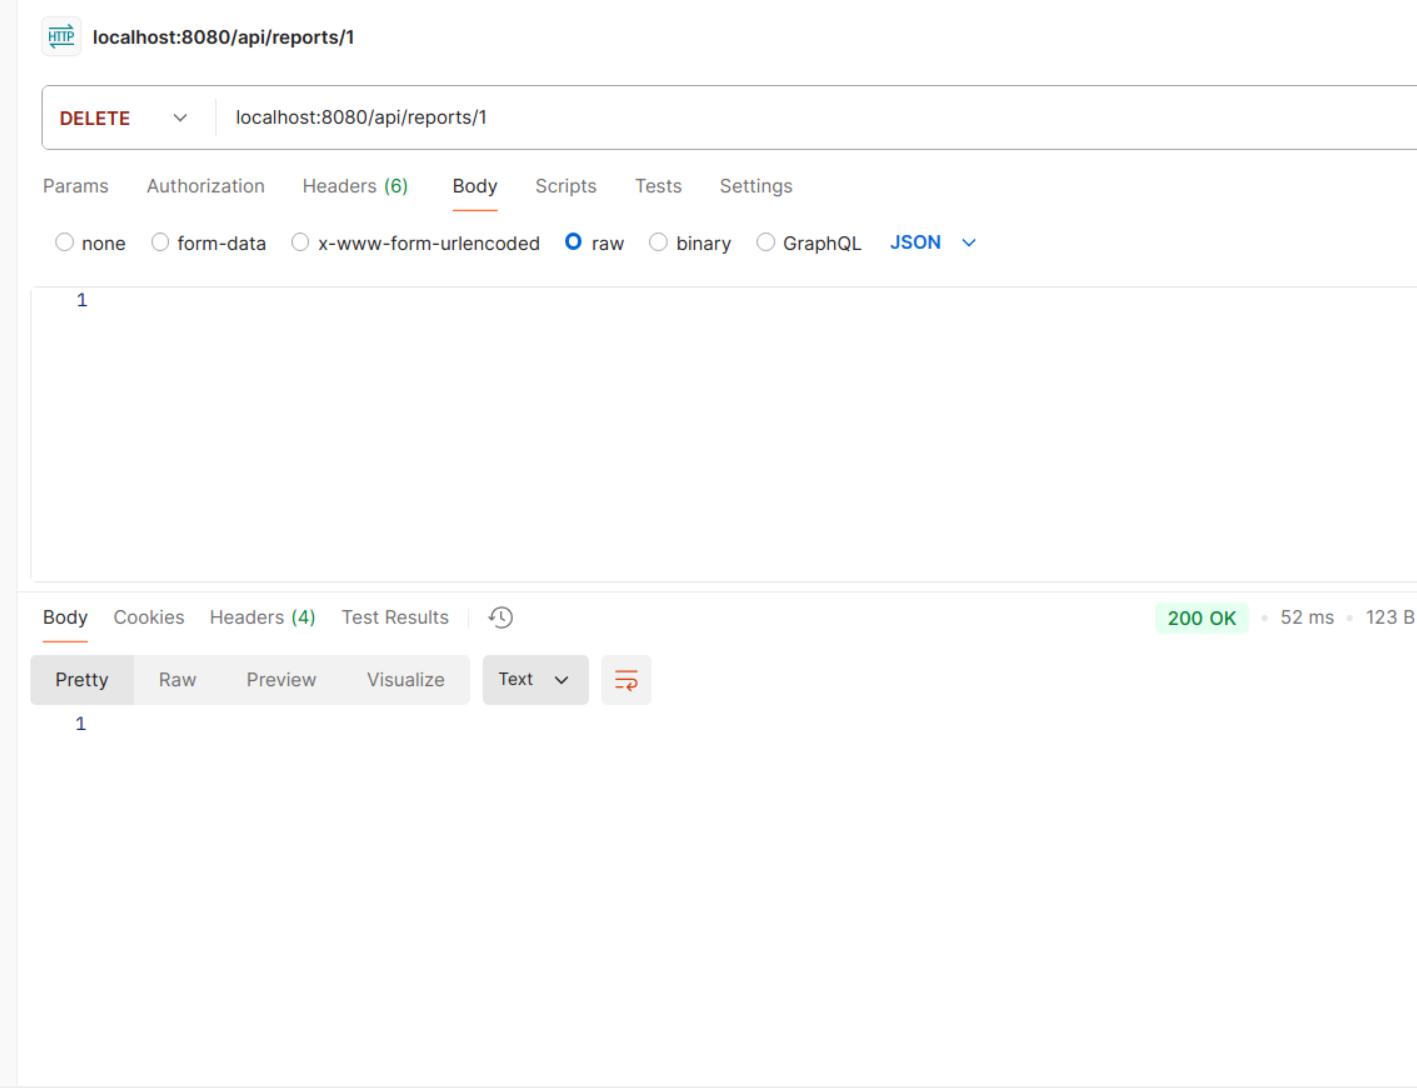 HTTP localhost:8080/api/reports/1
DELETE localhost:8080/api/reports/1
Params Authorization Headers (6) Body Scripts Tests Settings
none form-data x-www-form-urlencoded raw binary GraphQL JSON
1
Body Cookies Headers (4) Test Results 200 OK • 52 ms • 123 B
Pretty Raw Preview Visualize Text
1